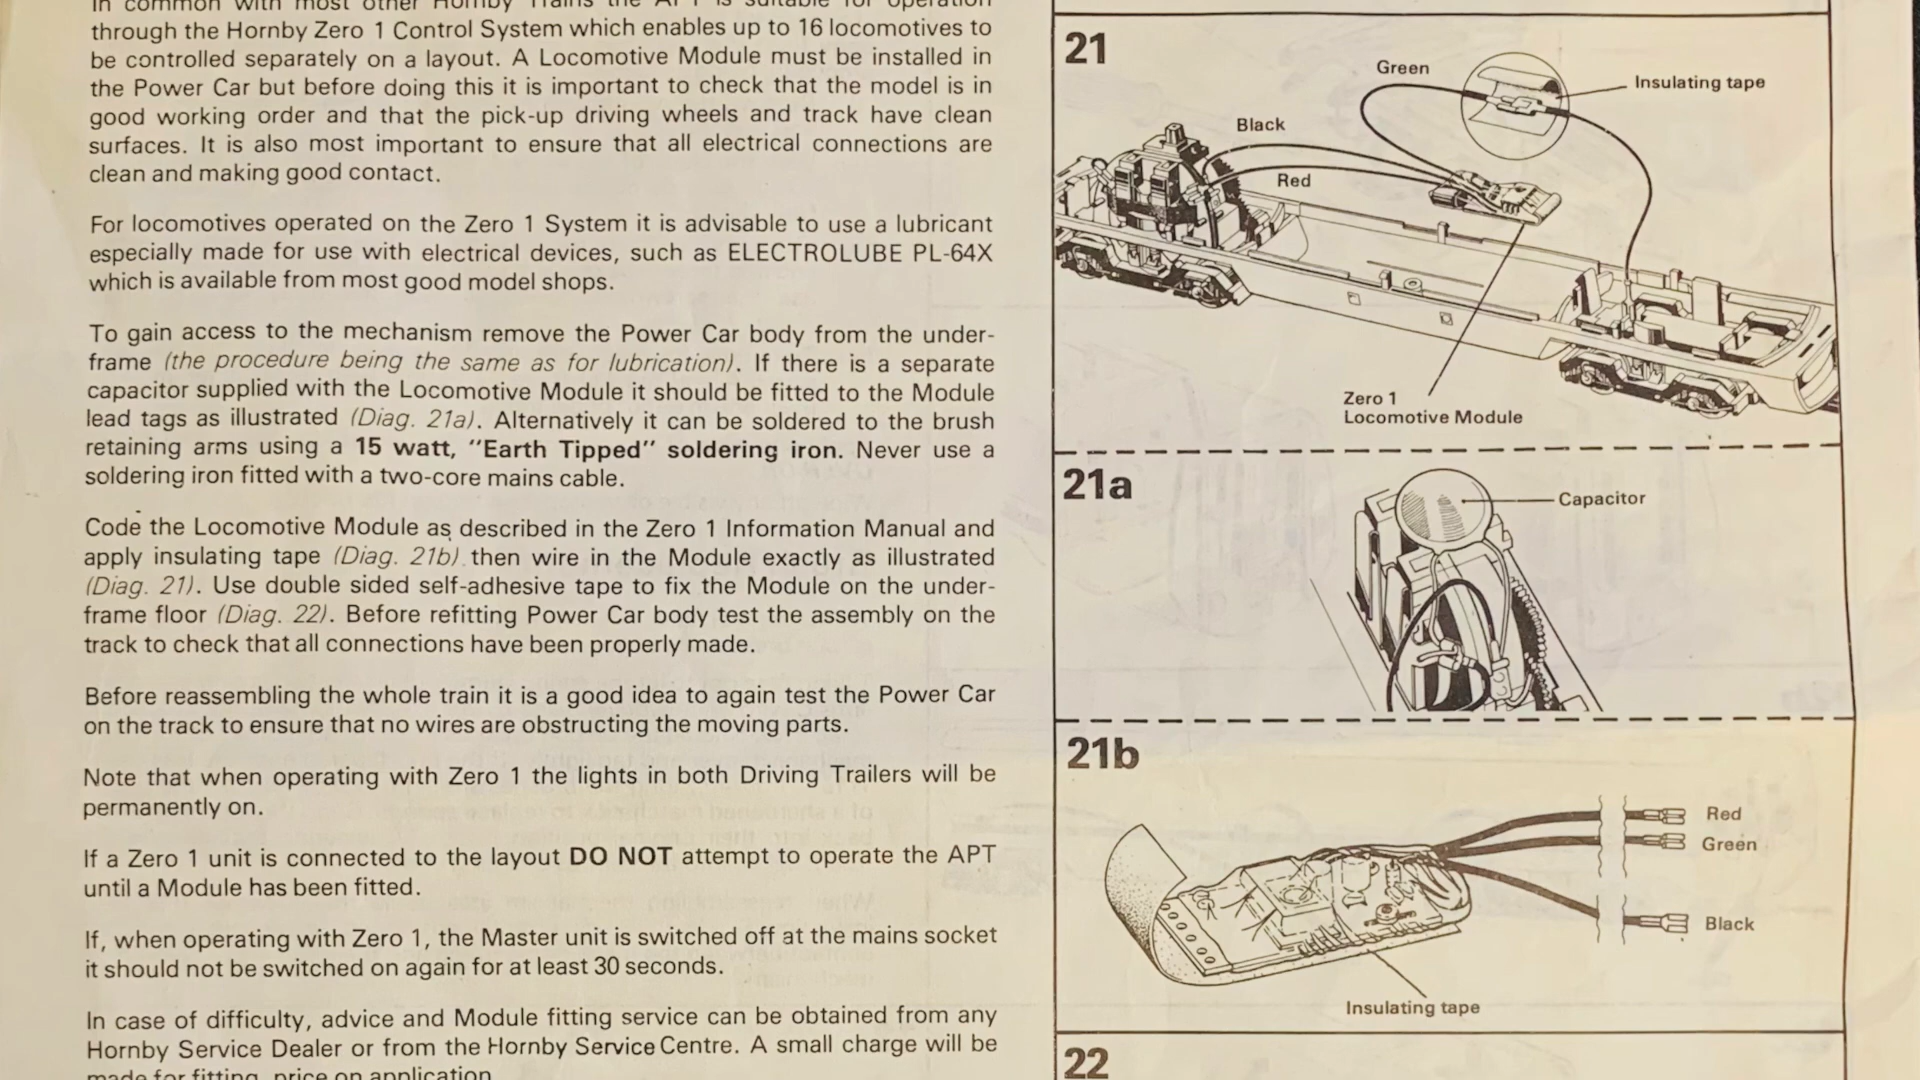 in common with most other Hornby Trains the APT is suitable for operation
through the Hornby Zero 1 Control System which enables up to 16 locomotives to
be controlled separately on a layout. A Locomotive Module must be installed in
the Power Car but before doing this it is important to check that the model is in
good working order and that the pick-up driving wheels and track have clean
surfaces. It is also most important to ensure that all electrical connections are
clean and making good contact.
For locomotives operated on the Zero 1 System it is advisable to use a lubricant
especially made for use with electrical devices, such as ELECTROLUBE PL-64X
which is available from most good model shops.
To gain access to the mechanism remove the Power Car body from the under-
frame (the procedure being the same as for lubrication). If there is a separate
capacitor supplied with the Locomotive Module it should be fitted to the Module
lead tags as illustrated (Diag. 21a). Alternatively it can be soldered to the brush
retaining arms using a 15 watt, "Earth Tipped" soldering iron. Never use a
soldering iron fitted with a two-core mains cable.
Code the Locomotive Module as described in the Zero 1 Information Manual and
apply insulating tape (Diag. 21b) then wire in the Module exactly as illustrated
(Diag. 21). Use double sided self-adhesive tape to fix the Module on the under-
frame floor (Diag. 22). Before refitting Power Car body test the assembly on the
track to check that all connections have been properly made.
Before reassembling the whole train it is a good idea to again test the Power Car
on the track to ensure that no wires are obstructing the moving parts.
Note that when operating with Zero 1 the lights in both Driving Trailers will be
permanently on.
If a Zero 1 unit is connected to the layout DO NOT attempt to operate the APT
until a Module has been fitted.
If, when operating with Zero 1, the Master unit is switched off at the mains socket
it should not be switched on again for at least 30 seconds.
In case of difficulty, advice and Module fitting service can be obtained from any
Hornby Service Dealer or from the Hornby Service Centre. A small charge will be
made for fitting, price on application
21
Green
Insulating tape
Black
Red
Zero 1
Locomotive Module
21a
Capacitor
21b
Red
Green
Black
Insulating tape
22